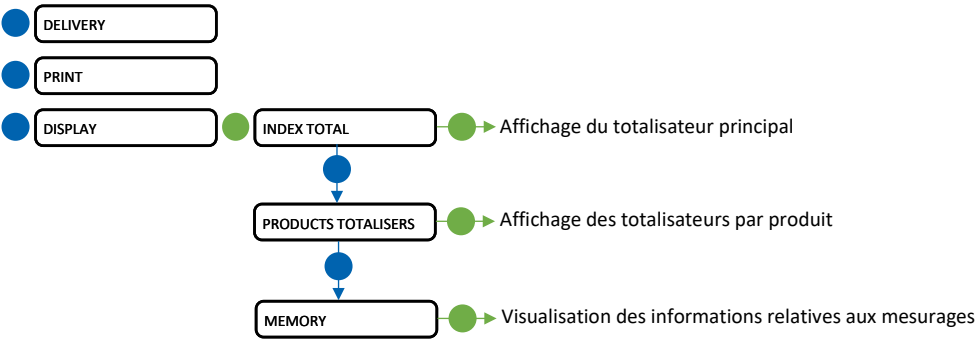 DELIVERY
PRINT
DISPLAY
INDEX TOTAL
Affichage du totalisateur principal
PRODUCTS TOTALISERS
Affichage des totalisateurs par produit
MEMORY
Visualisation des informations relatives aux mesurages